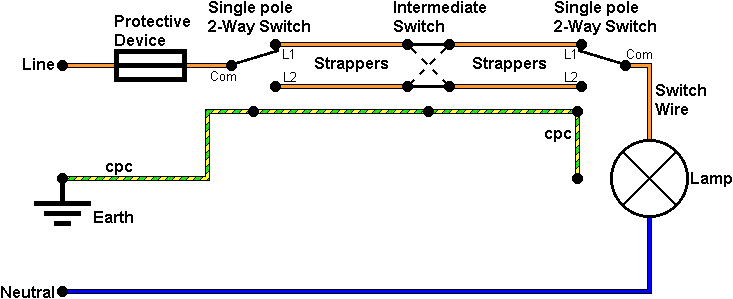 Protective
Device
Single pole
2-Way Switch
Intermediate
Switch
Single pole
2-Way Switch
Line
Com
L1
L2
Strappers
Strappers
L1
L2
Com
Switch
Wire
cpc
cpc
Lamp
Earth
Neutral